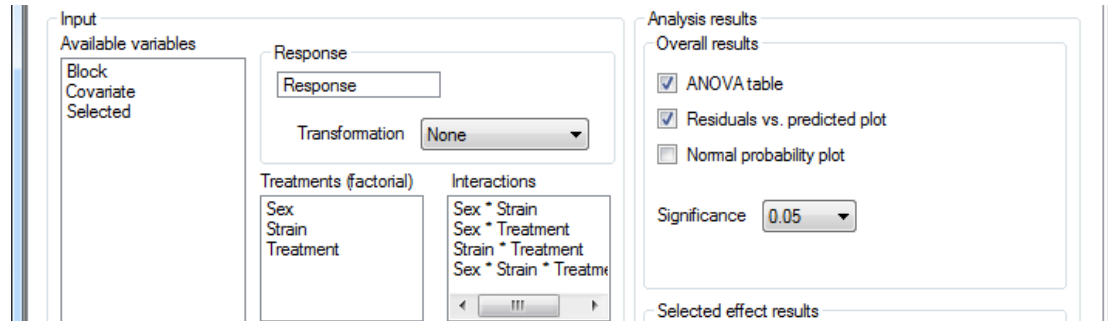 Input
Available variables
Block
Covariate
Selected
Response
Response
Transformation None
Treatments (factorial)
Sex
Strain
Treatment
Interactions
Sex * Strain
Sex * Treatment
Strain * Treatment
Sex * Strain * Treatme
Analysis results
Overall results
ANOVA table
Residuals vs. predicted plot
Normal probability plot
Significance 0.05
Selected effect results